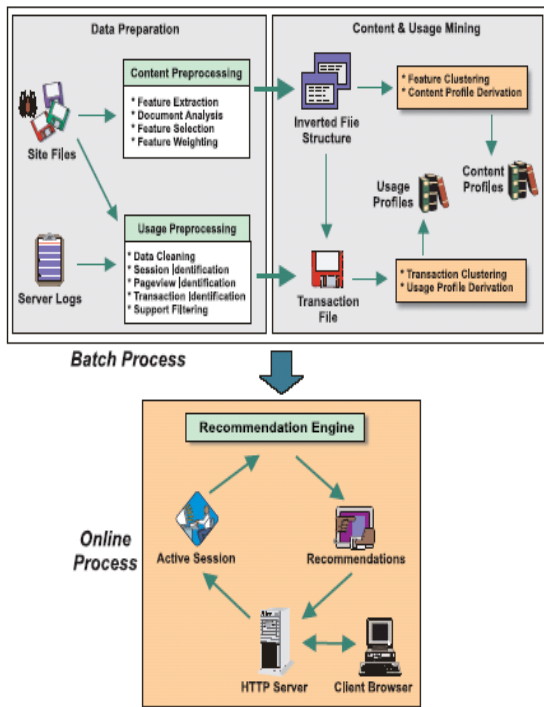 Data Preparation
Content Preprocessing
* Feature Extraction
* Document Analysis
* Feature Selection
* Feature Weighting
Site Files
Usage Preprocessing
* Data Cleaning
* Session Identification
* Pageview Identification
* Transaction Identification
* Support Filtering
Server Logs
Content & Usage Mining
Inverted File
Structure
* Feature Clustering
* Content Profile Derivation
Usage
Profiles
Content
Profiles
Transaction
File
* Transaction Clustering
* Usage Profile Derivation
Batch Process
Recommendation Engine
Online
Process
Active Session
Recommendations
HTTP Server
Client Browser